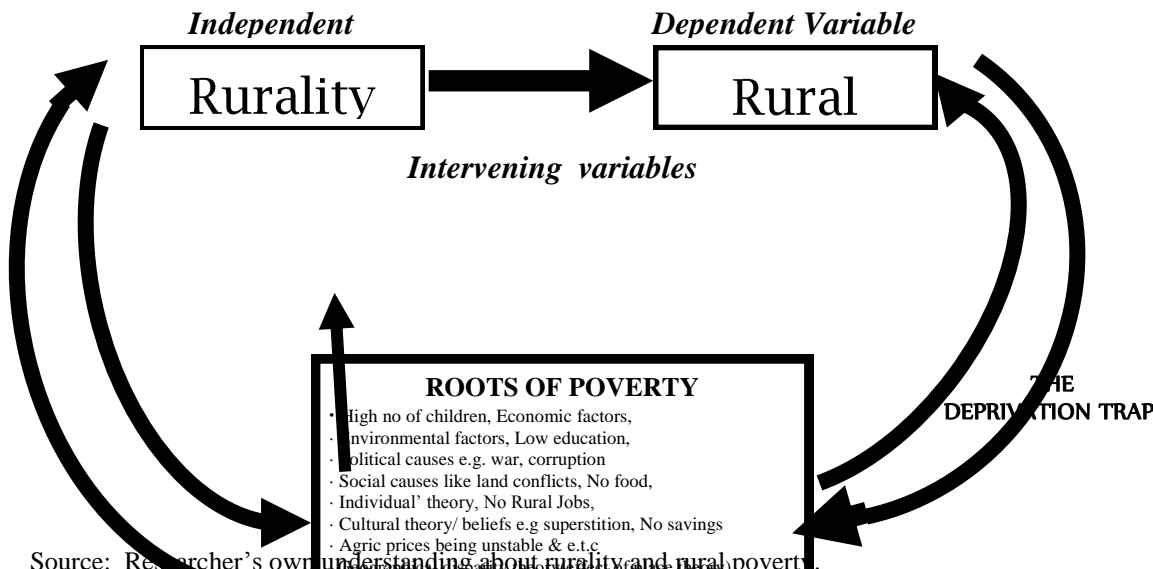 Independent
Dependent Variable
Rurality
Rural
Intervening variables
ROOTS OF POVERTY
· High no of children, Economic factors,
· Environmental factors, Low education,
· Political causes e.g. war, corruption
· Social causes like land conflicts, No food,
· Individual’ theory, No Rural Jobs,
· Cultural theory/ beliefs e.g superstition, No savings
· Agric prices being unstable & e.t.c
THE
DEPRIVATION TRAP
Source: Researcher’s own understanding about rurality and rural poverty.